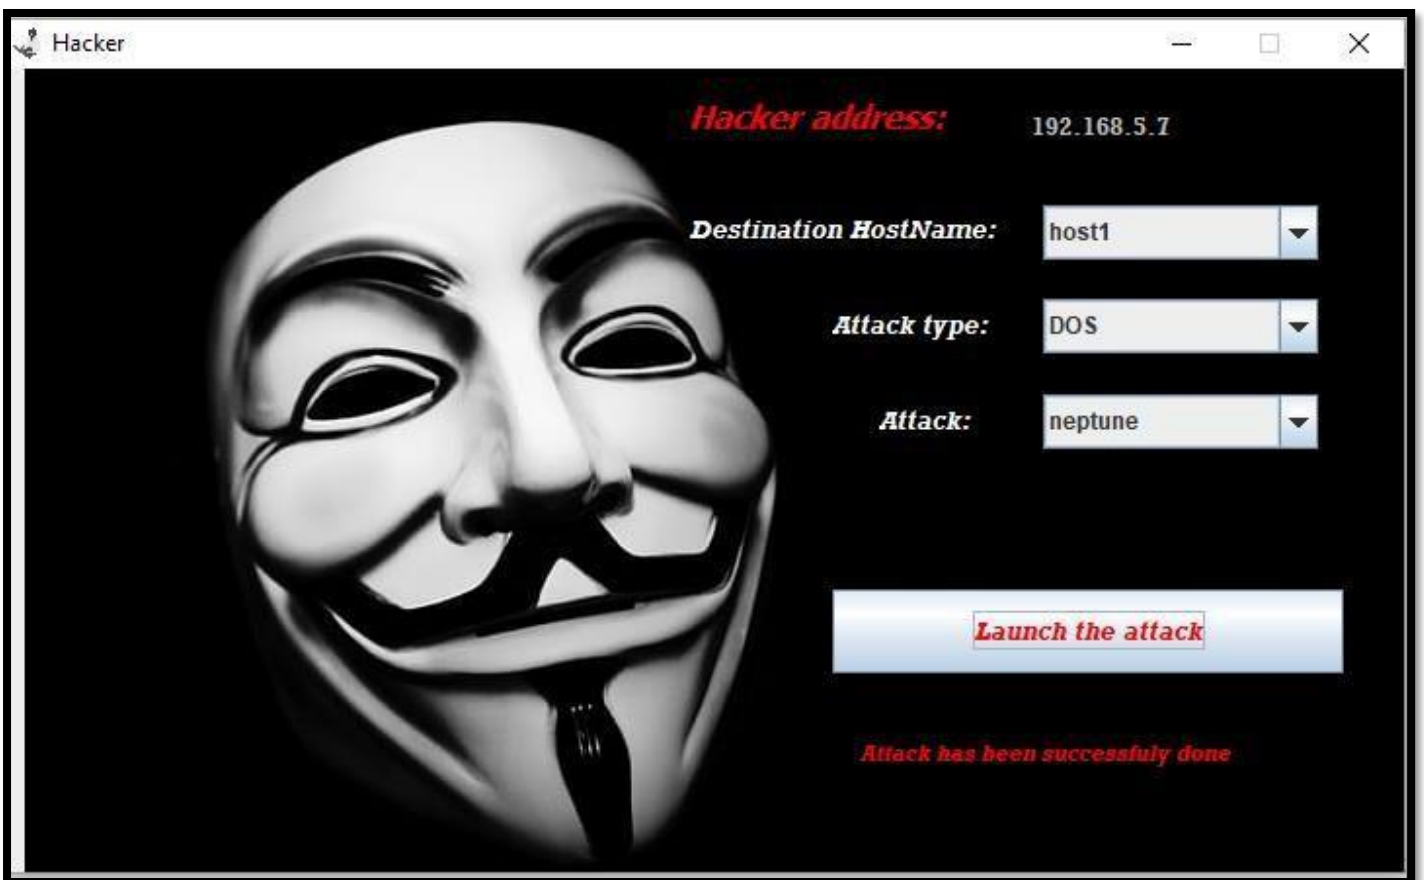 Hacker
Hacker address: 192.168.5.7
Destination HostName: host1
Attack type: DOS
Attack: neptune
Launch the attack
Attack has been successfuly done